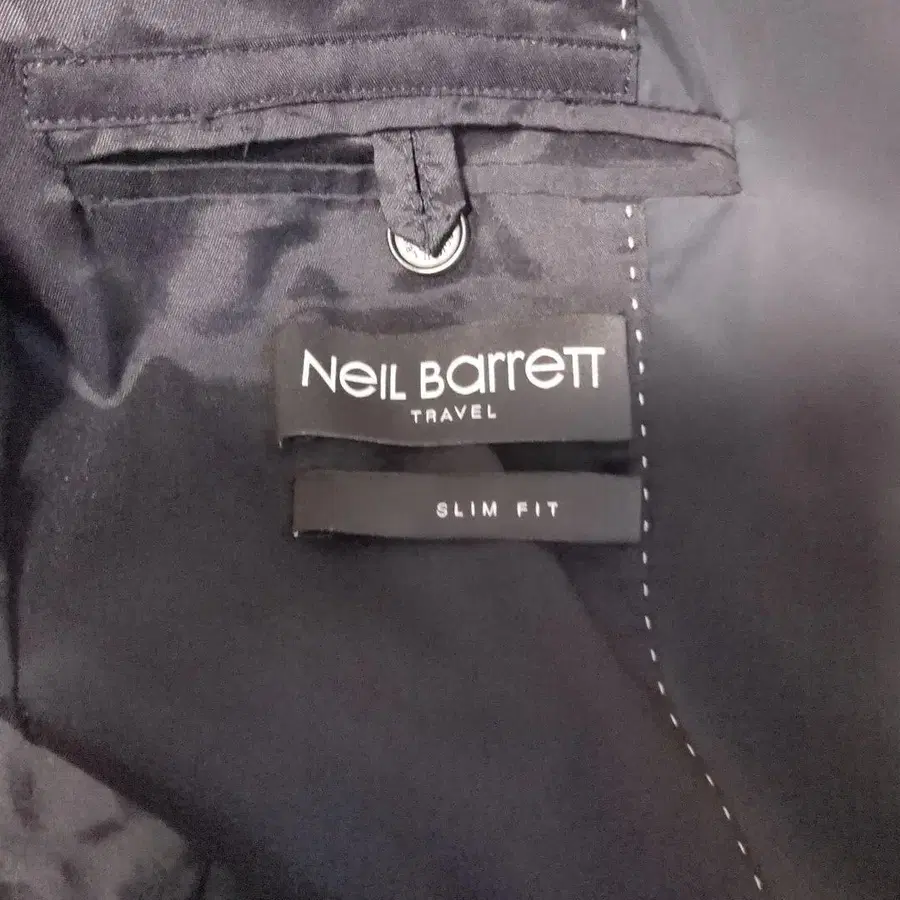 NeIL BarreTT
TRAVEL
SLIM FIT